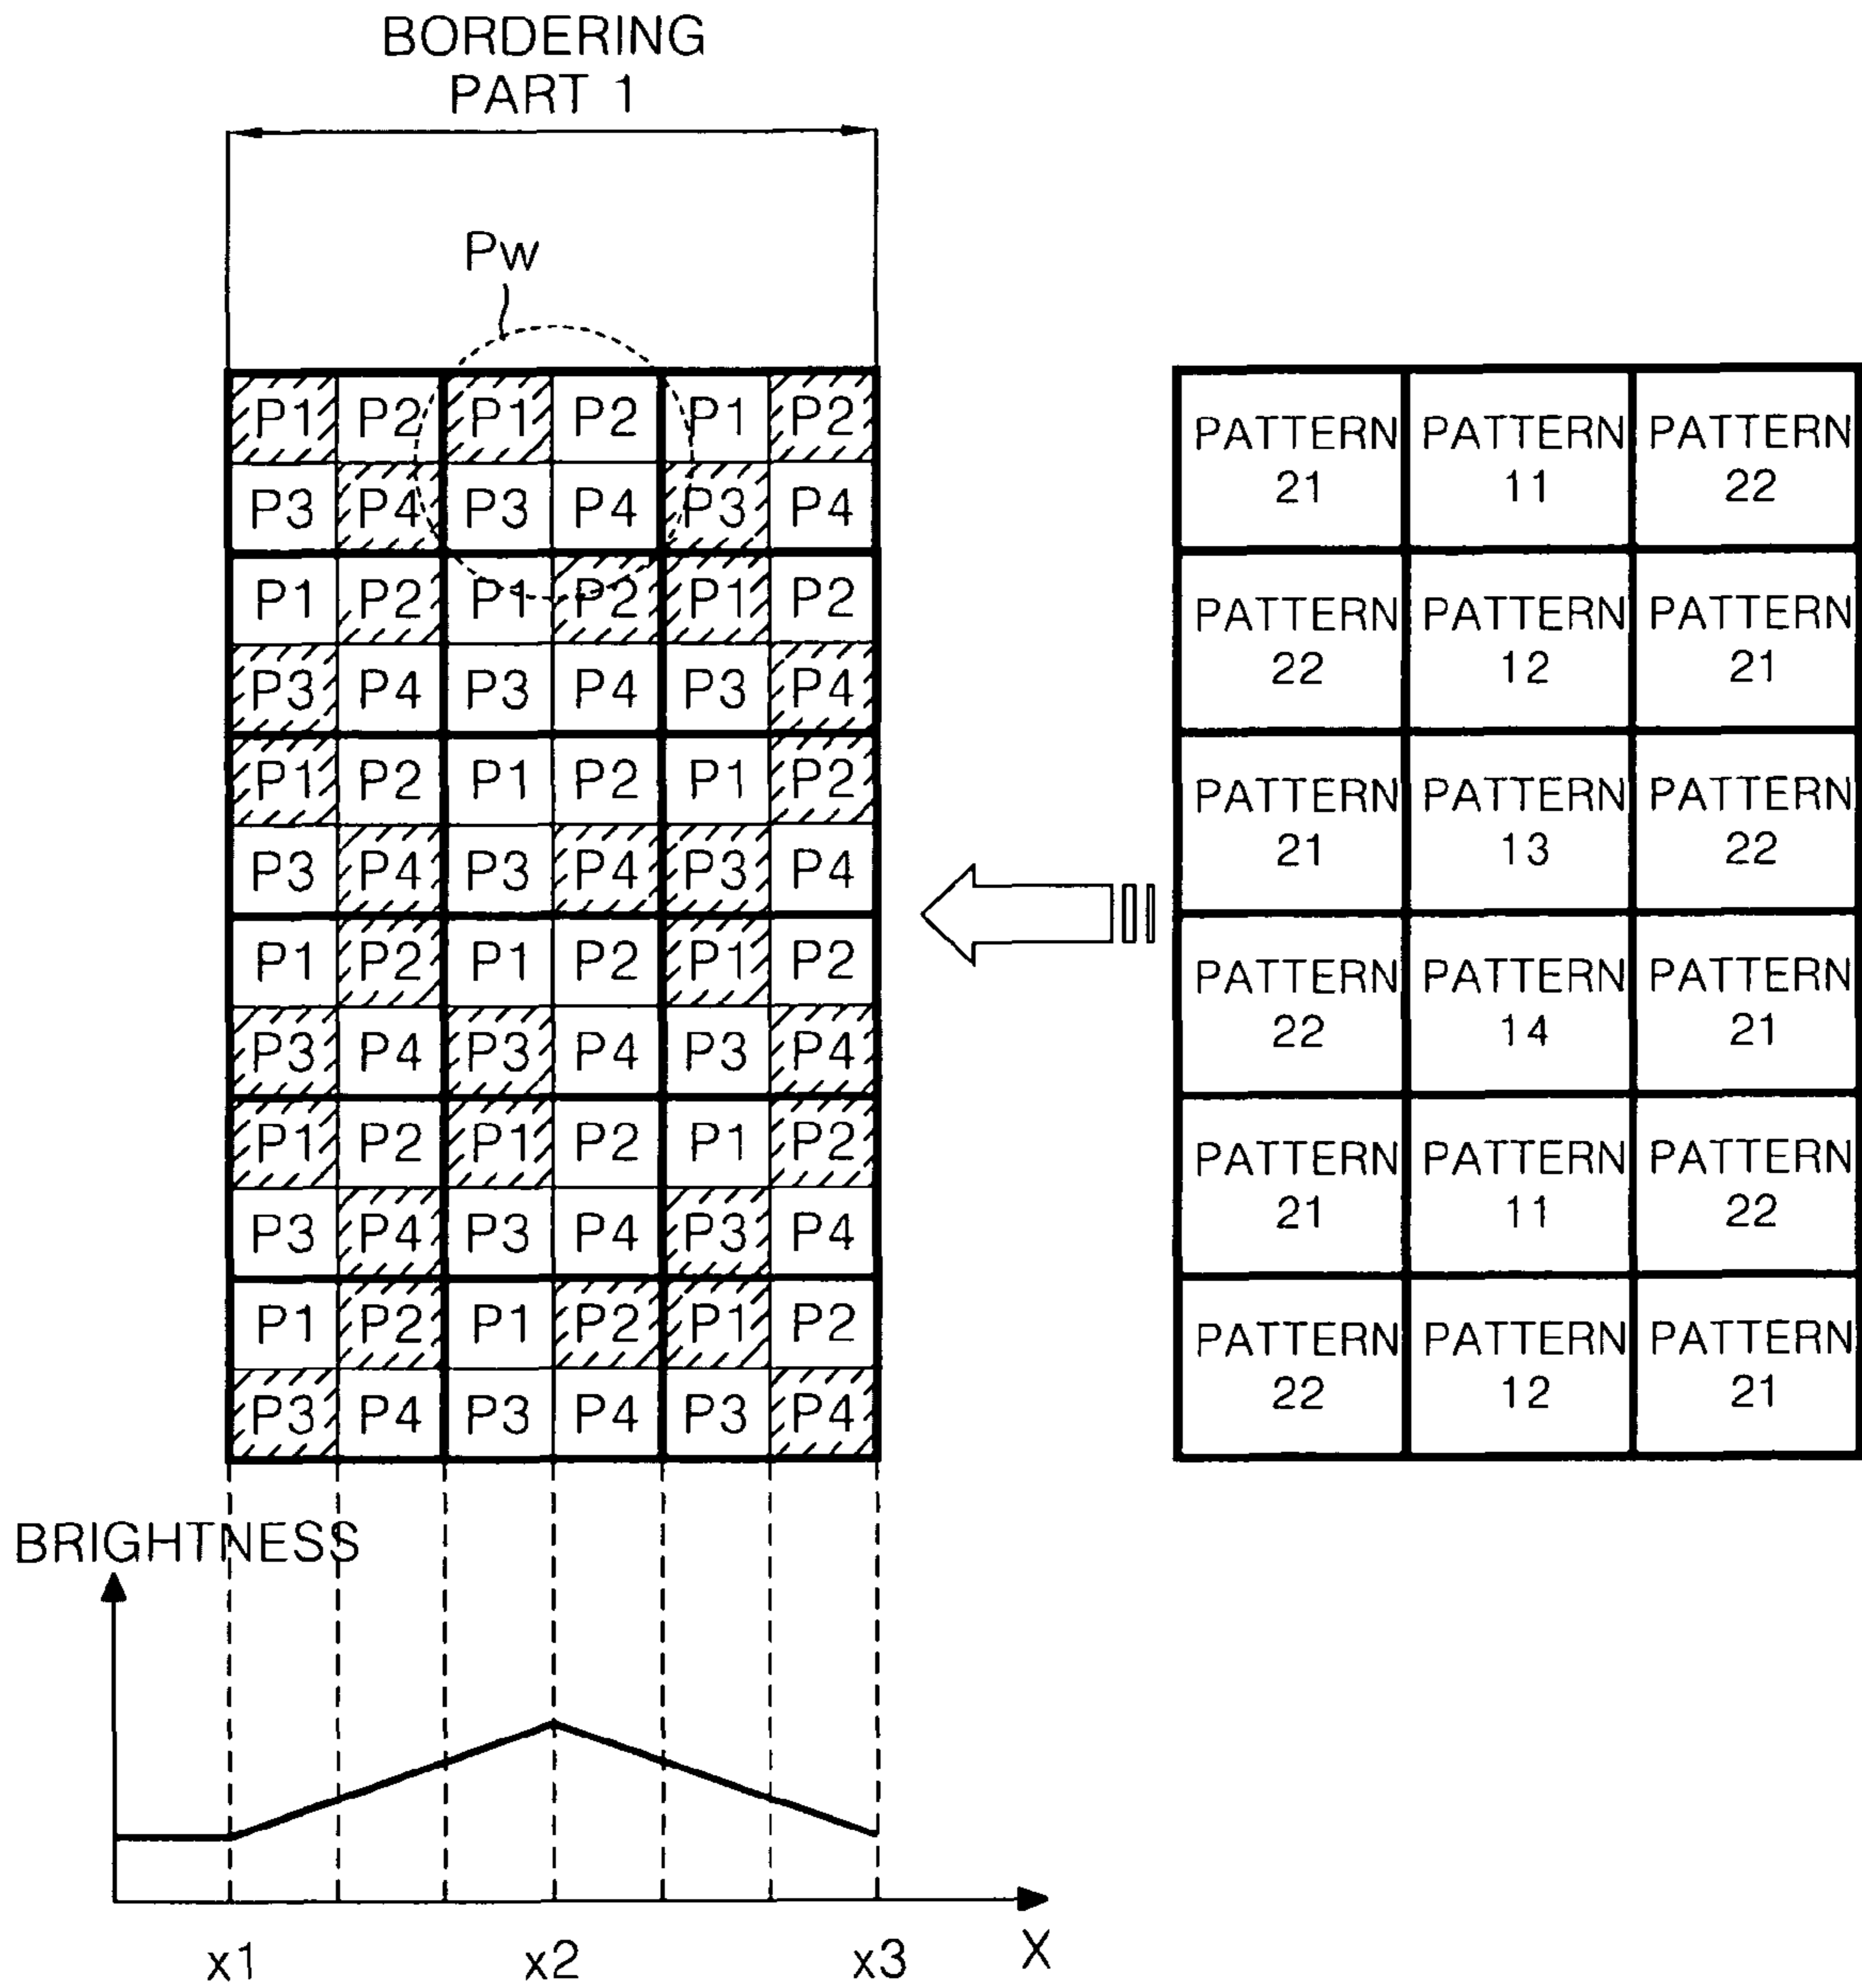 BORDERING
PART 1
Pw
P1 P2 P1 P2 P1 P2
P3 P4 P3 P4 P3 P4
P1 P2 P1 P2 P1 P2
P3 P4 P3 P4 P3 P4
P1 P2 P1 P2 P1 P2
P3 P4 P3 P4 P3 P4
P1 P2 P1 P2 P1 P2
P3 P4 P3 P4 P3 P4
P1 P2 P1 P2 P1 P2
P3 P4 P3 P4 P3 P4
P1 P2 P1 P2 P1 P2
P3 P4 P3 P4 P3 P4
PATTERN PATTERN PATTERN
21 11 22
PATTERN PATTERN PATTERN
22 12 21
PATTERN PATTERN PATTERN
21 13 22
PATTERN PATTERN PATTERN
22 14 21
PATTERN PATTERN PATTERN
21 11 22
PATTERN PATTERN PATTERN
22 12 21
BRIGHTNESS
x1 x2 x3 X